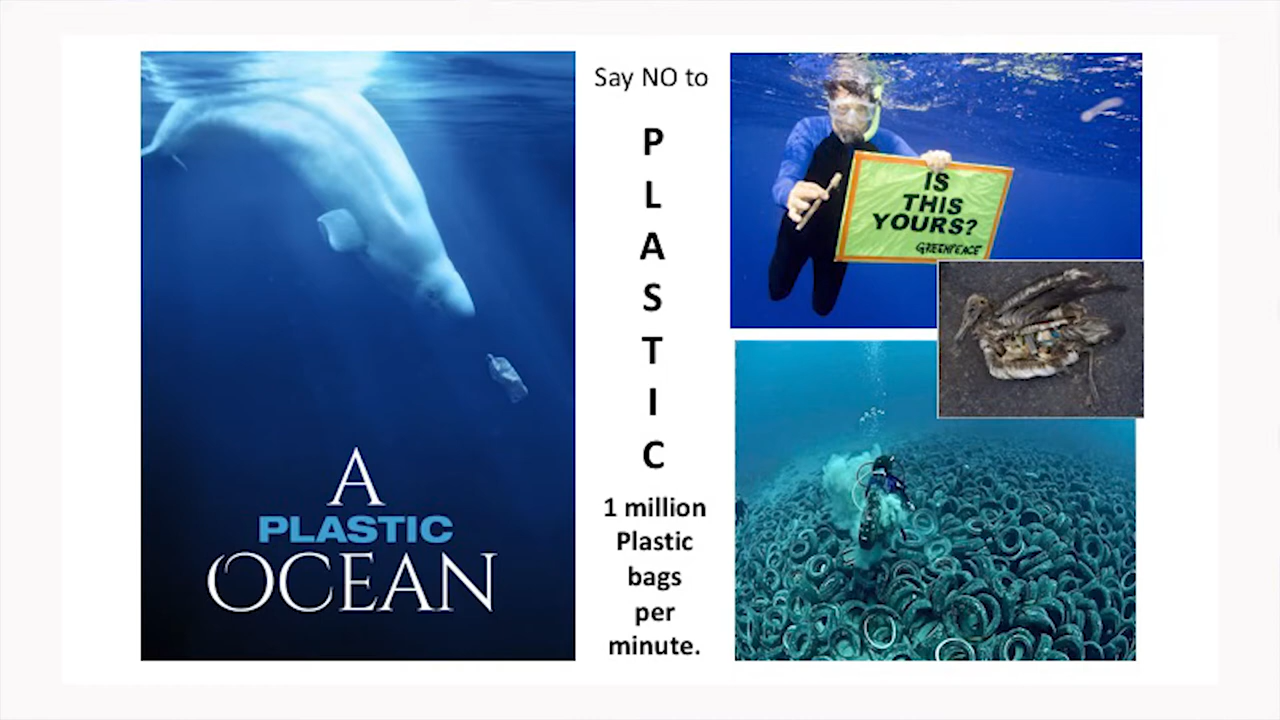 A
PLASTIC
OCEAN
Say NO to
P
L
A
S
T
I
C
1 million
Plastic
bags
per
minute.
IS
THIS
YOURS?
GREENPEACE